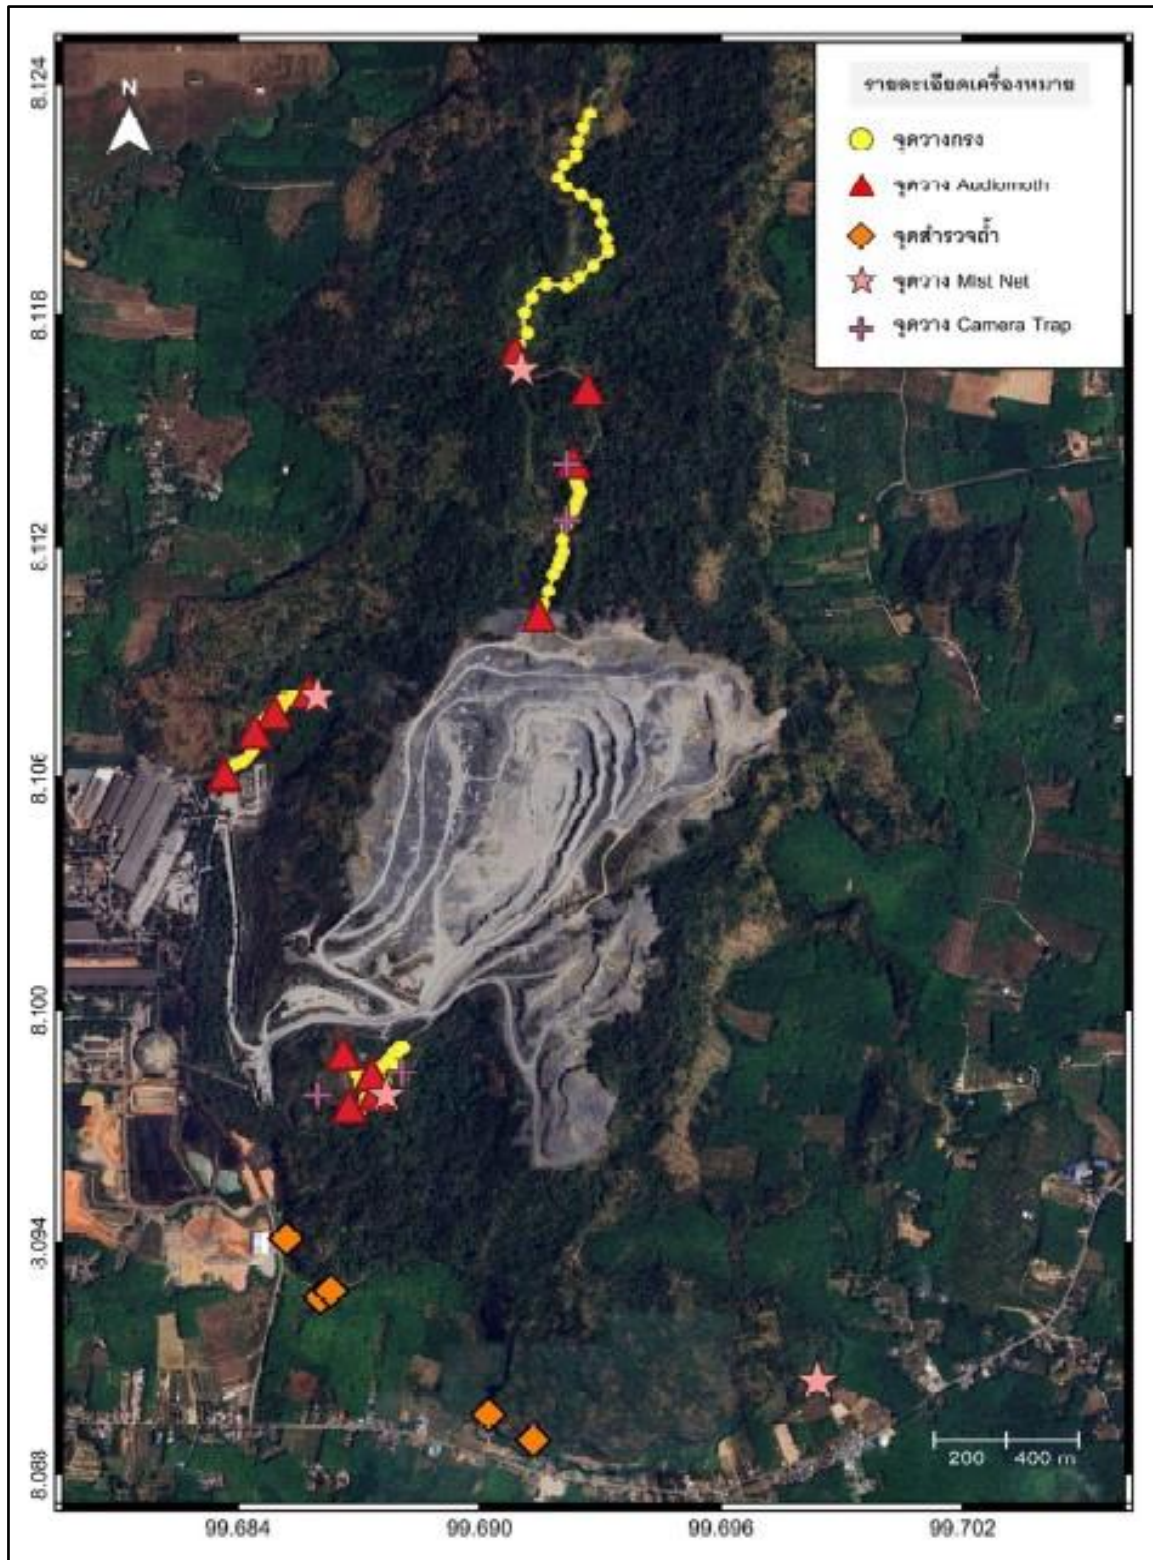 N
รายละเอียดเครื่องหมาย
จุดวางกรง
จุดวาง Audiomoth
จุดสำรวจถ้ำ
จุดวาง Mist Net
จุดวาง Camera Trap
8.124
8.118
8.112
8.106
8.100
8.094
8.088
200 400 m
99.684 99.690 99.696 99.702